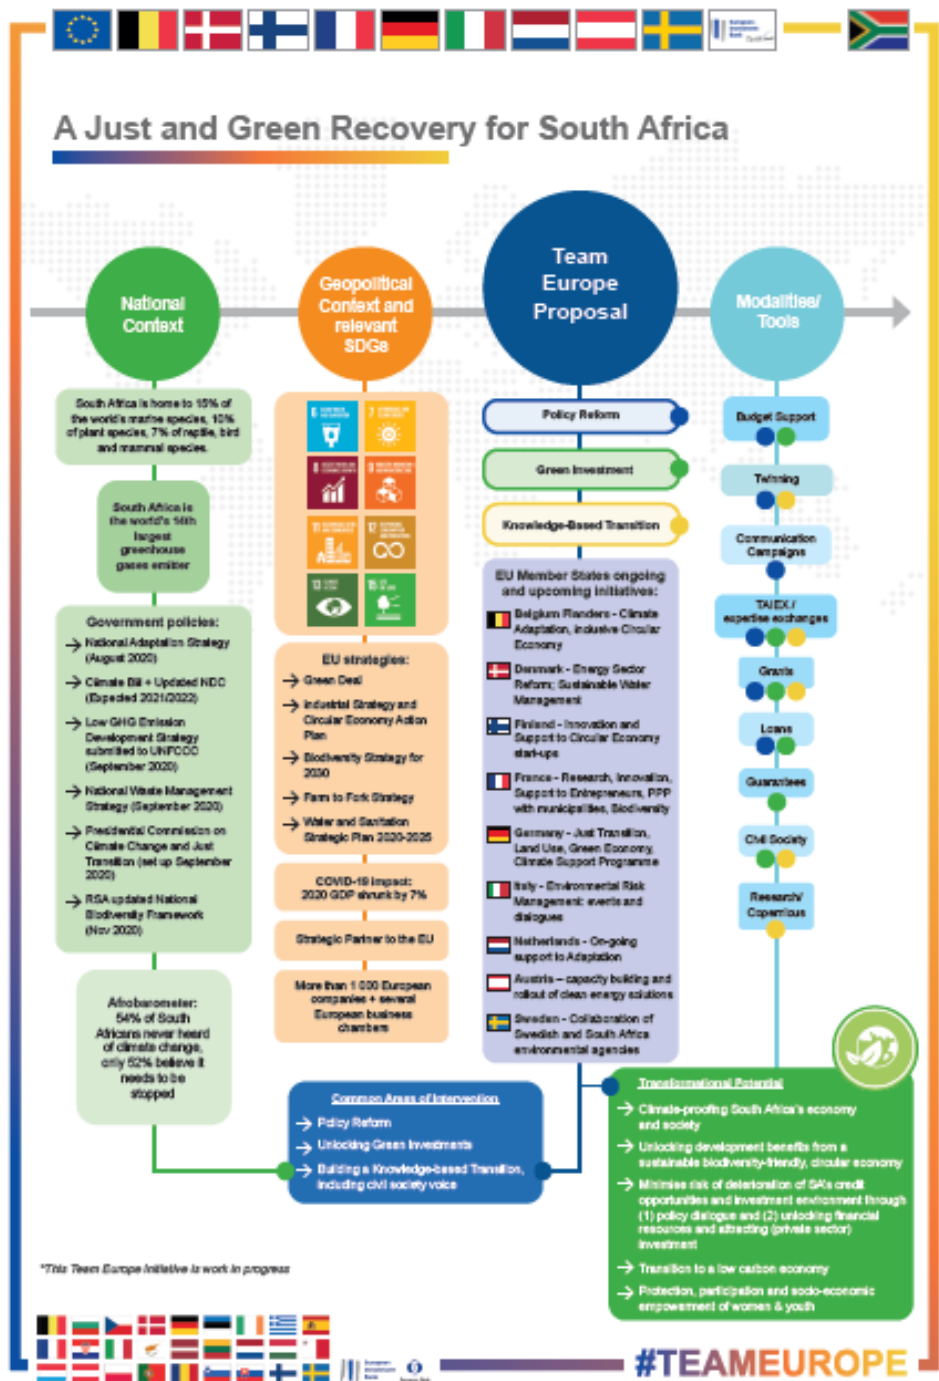 European
Investment
Bank
A Just and Green Recovery for South Africa
National
Context
Geopolitical
Context and
relevant
SDGs
Team
Europe
Proposal
Modalities/
Tools
South Africa is home to 15% of
the world's marine species, 10%
of plant species, 7% of reptile, bird
and mammal species.
South Africa is
the world's 14th
largest
greenhouse
gases emitter
Government policies:
→ National Adaptation Strategy
(August 2020)
→ Climate Bill + Updated NDC
(Expected 2021/2022)
→ Low GHG Emission
Development Strategy
submitted to UNFCCC
(September 2020)
→ National Waste Management
Strategy (September 2020)
→ Presidential Commission on
Climate Change and Just
Transition (set up September
2020)
→ RSA updated National
Biodiversity Framework
(Nov 2020)
Afrobarometer:
54% of South
Africans never heard
of climate change,
only 52% believe it
needs to be
stopped
6
7
8
9
11
12
13
15
EU strategies:
→ Green Deal
→ Industrial Strategy and
Circular Economy Action
Plan
→ Biodiversity Strategy for
2030
→ Farm to Fork Strategy
→ Water and Sanitation
Strategic Plan 2020-2025
COVID-19 impact:
2020 GDP shrunk by 7%
Strategic Partner to the EU
More than 1 000 European
companies + several
European business
chambers
Policy Reform
Green Investment
Knowledge-Based Transition
EU Member States ongoing
and upcoming initiatives:
Belgium Flanders - Climate
Adaptation, inclusive Circular
Economy
Denmark - Energy Sector
Reform; Sustainable Water
Management
Finland - Innovation and
Support to Circular Economy
start-ups
France - Research, Innovation,
Support to Entrepreneurs, PPP
with municipalities, Biodiversity
Germany - Just Transition,
Land Use, Green Economy,
Climate Support Programme
Italy - Environmental Risk
Management: events and
dialogues
Netherlands - On-going
support to Adaptation
Austria – capacity building and
rollout of clean energy solutions
Sweden - Collaboration of
Swedish and South Africa
environmental agencies
Budget Support
Twinning
Communication
Campaigns
TAIEX /
expertise exchanges
Grants
Loans
Guarantees
Civil Society
Research/
Copernicus
Common Areas of Intervention
→ Policy Reform
→ Unlocking Green Investments
→ Building a Knowledge-based Transition,
including civil society voice
Transformational Potential
→ Climate-proofing South Africa's economy
and society
→ Unlocking development benefits from a
sustainable biodiversity-friendly, circular economy
→ Minimise risk of deterioration of SA's credit
opportunities and investment environment through
(1) policy dialogue and (2) unlocking financial
resources and attracting (private sector)
investment
→ Transition to a low carbon economy
→ Protection, participation and socio-economic
empowerment of women & youth
*This Team Europe Initiative is work in progress
European
Investment
Bank
#TEAMEUROPE